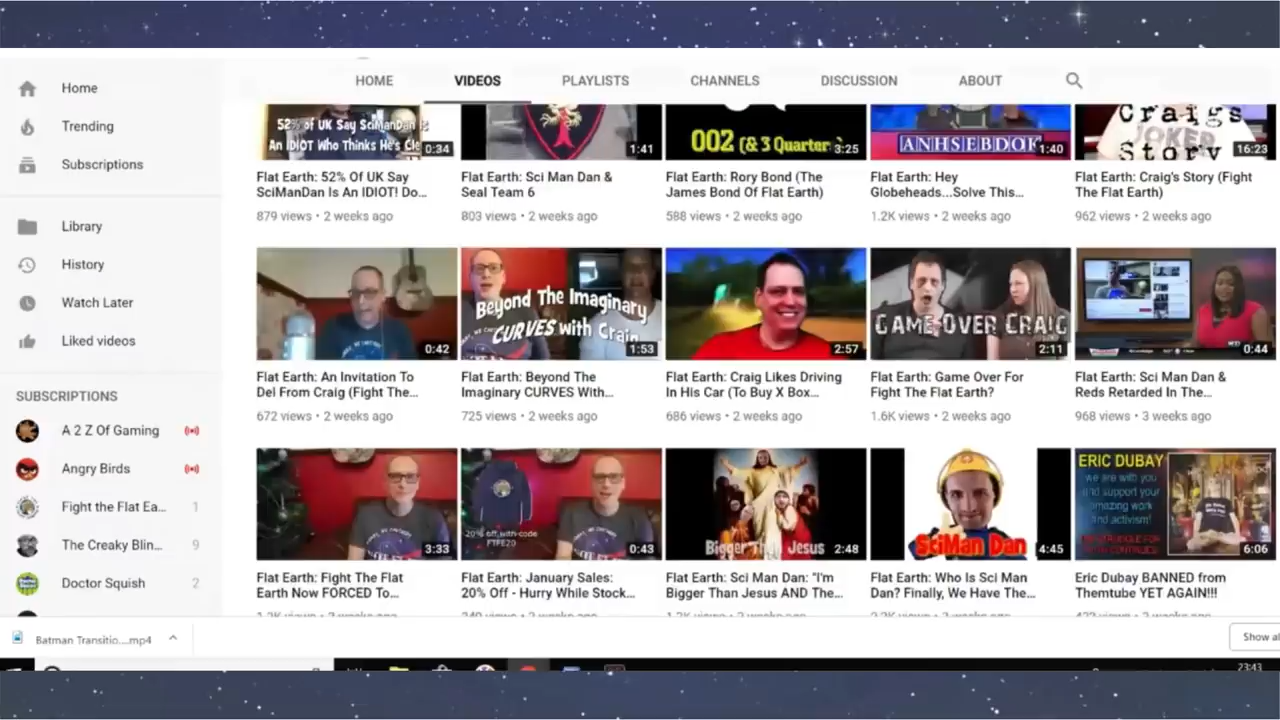 HOME VIDEOS PLAYLISTS CHANNELS DISCUSSION ABOUT
Home
Trending
Subscriptions
Library
History
Watch Later
Liked videos
SUBSCRIPTIONS
A 2 Z Of Gaming
Angry Birds
Fight the Flat Ea... 1
The Creaky Blin... 9
Doctor Squish 2
52% of UK Say SciManDan is
An IDIOT Who Thinks He's Cle
0:34
1:41
002 (& 3 Quarter
3:25
ANHSEBDOK
1:40
Craigs
JOKER
Story
16:23
Flat Earth: 52% Of UK Say
SciManDan Is An IDIOT! Do...
879 views • 2 weeks ago
Flat Earth: Sci Man Dan &
Seal Team 6
803 views • 2 weeks ago
Flat Earth: Rory Bond (The
James Bond Of Flat Earth)
588 views • 2 weeks ago
Flat Earth: Hey
Globeheads...Solve This...
1.2K views • 2 weeks ago
Flat Earth: Craig's Story (Fight
The Flat Earth)
962 views • 2 weeks ago
0:42
Beyond The Imaginary
CURVES with Craig
1:53
2:57
GAME OVER CRAIG
2:11
0:44
Flat Earth: An Invitation To
Del From Craig (Fight The...
672 views • 2 weeks ago
Flat Earth: Beyond The
Imaginary CURVES With...
725 views • 2 weeks ago
Flat Earth: Craig Likes Driving
In His Car (To Buy X Box...
686 views • 2 weeks ago
Flat Earth: Game Over For
Fight The Flat Earth?
1.6K views • 2 weeks ago
Flat Earth: Sci Man Dan &
Reds Retarded In The...
968 views • 3 weeks ago
3:33
20% off with code
FTFE20
0:43
Bigger Than Jesus
2:48
SciMan Dan
4:45
ERIC DUBAY
we are with you
and support your
amazing work
and activism!
6:06
Flat Earth: Fight The Flat
Earth Now FORCED To...
Flat Earth: January Sales:
20% Off - Hurry While Stock...
Flat Earth: Sci Man Dan: "I'm
Bigger Than Jesus AND The...
Flat Earth: Who Is Sci Man
Dan? Finally, We Have The...
Eric Dubay BANNED from
Themtube YET AGAIN!!!
Batman Transitio....mp4
Show al
23:43